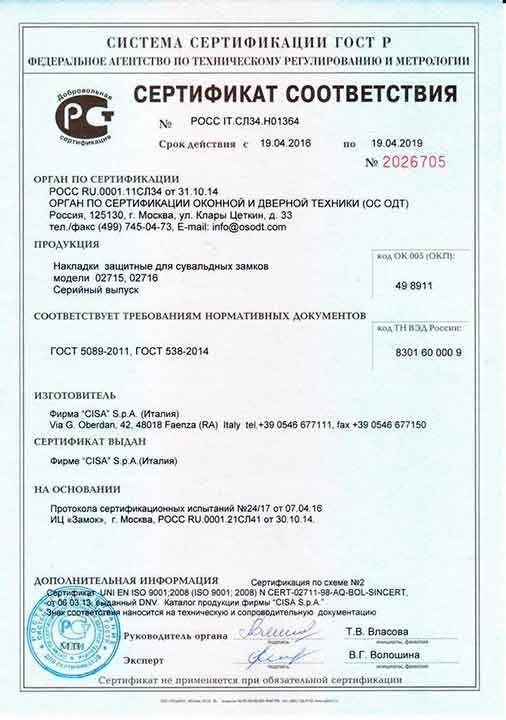 СИСТЕМА СЕРТИФИКАЦИИ ГОСТ Р
ФЕДЕРАЛЬНОЕ АГЕНТСТВО ПО ТЕХНИЧЕСКОМУ РЕГУЛИРОВАНИЮ И МЕТРОЛОГИИ
Добровольная
сертификация
СЕРТИФИКАТ СООТВЕТСТВИЯ
№ РОСС IT.СЛ34.Н01364
Срок действия с 19.04.2016 по 19.04.2019
№ 2026705
ОРГАН ПО СЕРТИФИКАЦИИ
РОСС RU.0001.11СЛ34 от 31.10.14
ОРГАН ПО СЕРТИФИКАЦИИ ОКОННОЙ И ДВЕРНОЙ ТЕХНИКИ (ОС ОДТ)
Россия, 125130, г. Москва, ул. Клары Цеткин, д. 33
тел./факс (499) 745-04-73, E-mail: info@osodt.com
ПРОДУКЦИЯ
Накладки защитные для сувальдных замков
модели 02715, 02716
Серийный выпуск
код ОК 005 (ОКП):
49 8911
СООТВЕТСТВУЕТ ТРЕБОВАНИЯМ НОРМАТИВНЫХ ДОКУМЕНТОВ
код ТН ВЭД России:
ГОСТ 5089-2011, ГОСТ 538-2014
8301 60 000 9
ИЗГОТОВИТЕЛЬ
Фирма "CISA" S.p.A. (Италия)
Via G. Oberdan, 42, 48018 Faenza (RA) Italy tel.+39 0546 677111, fax +39 0546 677150
СЕРТИФИКАТ ВЫДАН
Фирме "CISA" S.p.A.(Италия)
НА ОСНОВАНИИ
Протокола сертификационных испытаний №24/17 от 07.04.16
ИЦ «Замок», г. Москва, РОСС RU.0001.21СЛ41 от 30.10.14.
ДОПОЛНИТЕЛЬНАЯ ИНФОРМАЦИЯ Сертификация по схеме №2
Сертификат UNI EN ISO 9001;2008 (ISO 9001; 2008) N CERT-02711-98-AQ-BOL-SINCERT,
от 06.03.13, выданный DNV. Каталог продукции фирмы "CISA S.p.A."
Знак соответствия наносится на техническую и сопроводительную документацию
М.П.
Руководитель органа
подпись
Т.В. Власова
инициалы, фамилия
Эксперт
подпись
В.Г. Волошина
инициалы, фамилия
Сертификат не применяется при обязательной сертификации